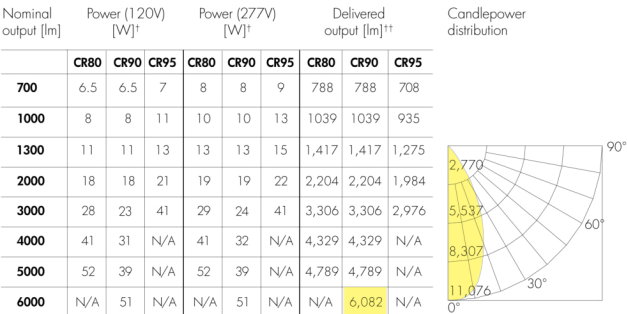 Nominal Power (120V) Power (277V) Delivered Candlepower
output [lm] [W]† [W]† output [lm]†† distribution
CR80 CR90 CR95 CR80 CR90 CR95 CR80 CR90 CR95
700 6.5 6.5 7 8 8 9 788 788 708
1000 8 8 11 10 10 13 1039 1039 935
1300 11 11 13 13 13 15 1,417 1,417 1,275
2000 18 18 21 19 19 22 2,204 2,204 1,984
3000 28 23 41 29 24 41 3,306 3,306 2,976
4000 41 31 N/A 41 32 N/A 4,329 4,329 N/A
5000 52 39 N/A 52 39 N/A 4,789 4,789 N/A
6000 N/A 51 N/A N/A 51 N/A N/A 6,082 N/A
90°
2,770
5,537
60°
8,307
30°
11,076
0°